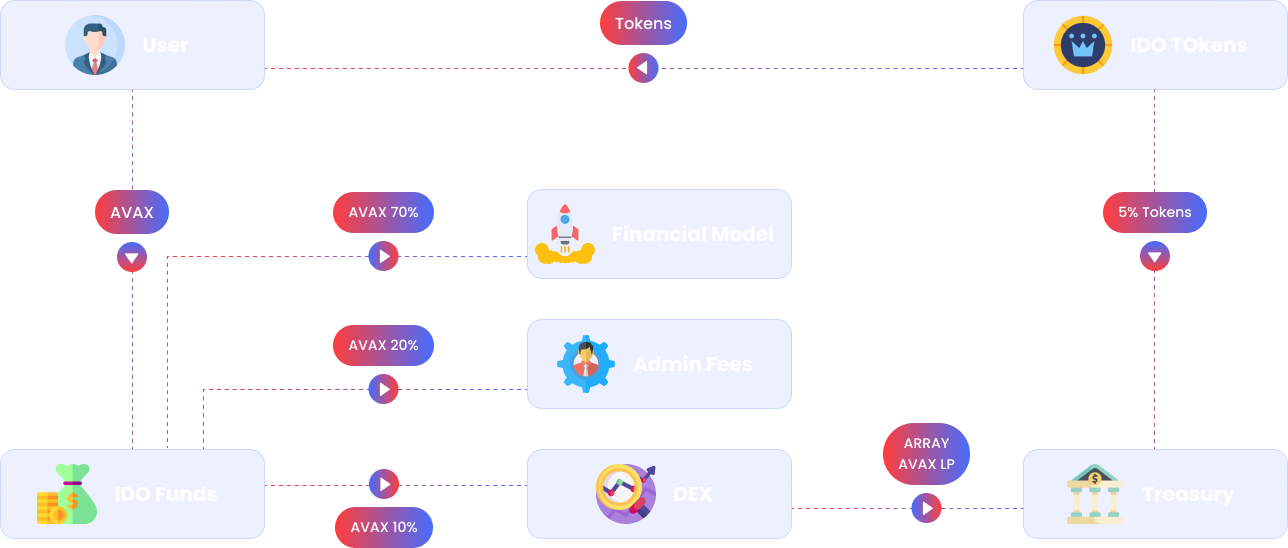 User
Tokens
IDO TOkens
AVAX
AVAX 70%
Financial Model
5% Tokens
AVAX 20%
Admin Fees
IDO Funds
AVAX 10%
DEX
ARRAY
AVAX LP
Treasury